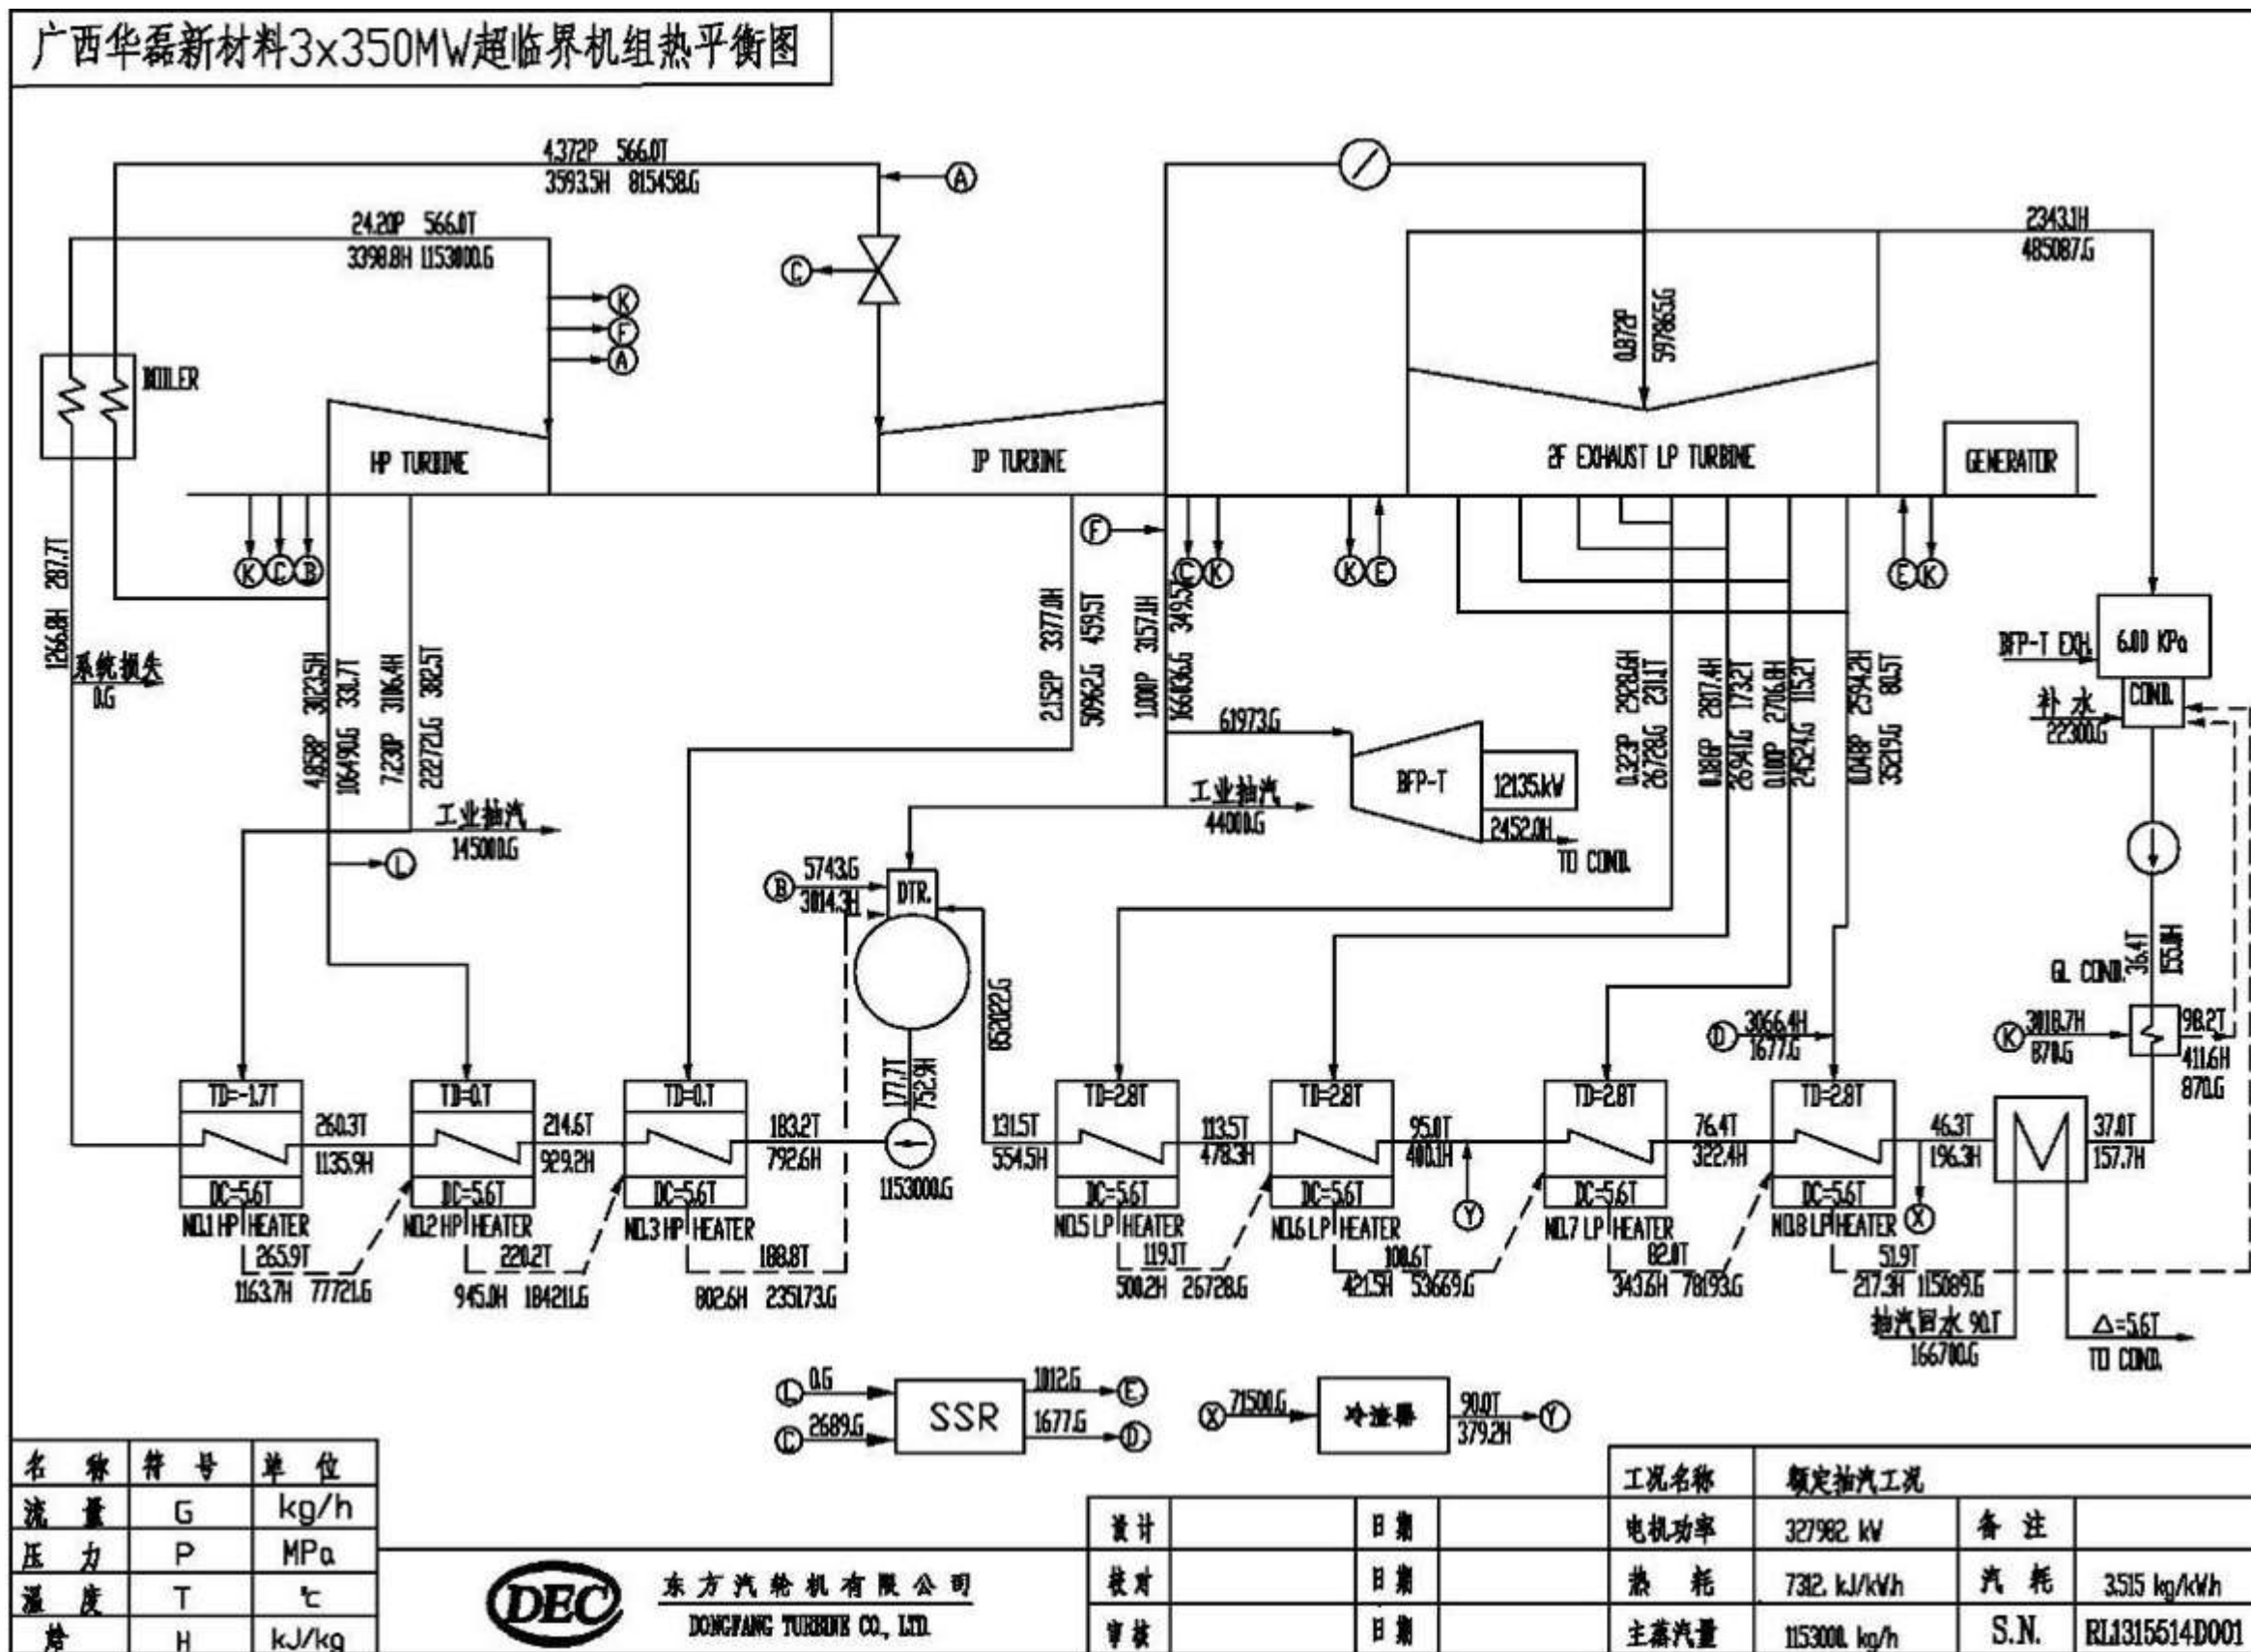 广西华磊新材料3x350MW超临界机组热平衡图
4.372P 566.0T
3593.5H 815458.G
A
24.20P 566.0T
3398.8H 1153000.G
K
F
A
C
2343.1H
485087.G
0.872P
597865.G
BOILER
HP TURBINE
IP TURBINE
2F EXHAUST LP TURBINE
GENERATOR
K C B
F
C K
K E
E K
1266.8H 287.7T
系统损失
0.G
4.858P 3023.5H
106490.G 331.7T
7.230P 3106.4H
222721.G 382.5T
2.152P 3377.0H
50962.G 459.5T
1.000P 3157.1H
166036.G 349.5T
0.323P 2928.6H
26728.G 231.1T
0.186P 2817.4H
26941.G 173.2T
0.100P 2706.8H
24524.G 115.2T
0.048P 2594.2H
35219.G 80.5T
BFP-T EXH.
6.00 KPa
COND.
补水
22300.G
61973.G
BFP-T
12135.kW
2452.0H
TO COND.
工业抽汽
145000.G
L
工业抽汽
44000.G
B
5743.G
3014.3H
DTR.
852022.G
177.7T
752.9H
1153000.G
36.4T
155.0H
GL COND.
K
3018.7H
870.G
98.2T
411.6H
870.G
D
3066.4H
1677.G
TD=-1.7T
DC=5.6T
NO.1 HP HEATER
260.3T
1135.9H
TD=0.T
DC=5.6T
NO.2 HP HEATER
214.6T
929.2H
TD=0.T
DC=5.6T
NO.3 HP HEATER
183.2T
792.6H
131.5T
554.5H
TD=2.8T
DC=5.6T
NO.5 LP HEATER
113.5T
478.3H
TD=2.8T
DC=5.6T
NO.6 LP HEATER
95.0T
400.1H
Y
TD=2.8T
DC=5.6T
NO.7 LP HEATER
76.4T
322.4H
TD=2.8T
DC=5.6T
NO.8 LP HEATER
46.3T
196.3H
X
37.0T
157.7H
265.9T
1163.7H 77721.G
220.2T
945.0H 184211.G
188.8T
802.6H 235173.G
119.1T
500.2H 26728.G
100.6T
421.5H 53669.G
82.0T
343.6H 78193.G
51.9T
217.3H 115089.G
抽汽回水 90.T
166700.G
△=5.6T
TO COND.
L 0.G
C 2689.G
SSR
1012.G E
1677.G D
X 71500.G
冷渣器
90.0T
379.2H
Y
名称 符号 单位
流量 G kg/h
压力 P MPa
温度 T ℃
焓 H kJ/kg
DEC
东方汽轮机有限公司
DONGFANG TURBINE CO., LTD.
设计 日期
校对 日期
审核 日期
工况名称 额定抽汽工况
电机功率 327982. kW 备注
热耗 7312. kJ/kW.h 汽耗 3.515 kg/kW.h
主蒸汽量 1153000. kg/h S.N. RL1315514D001